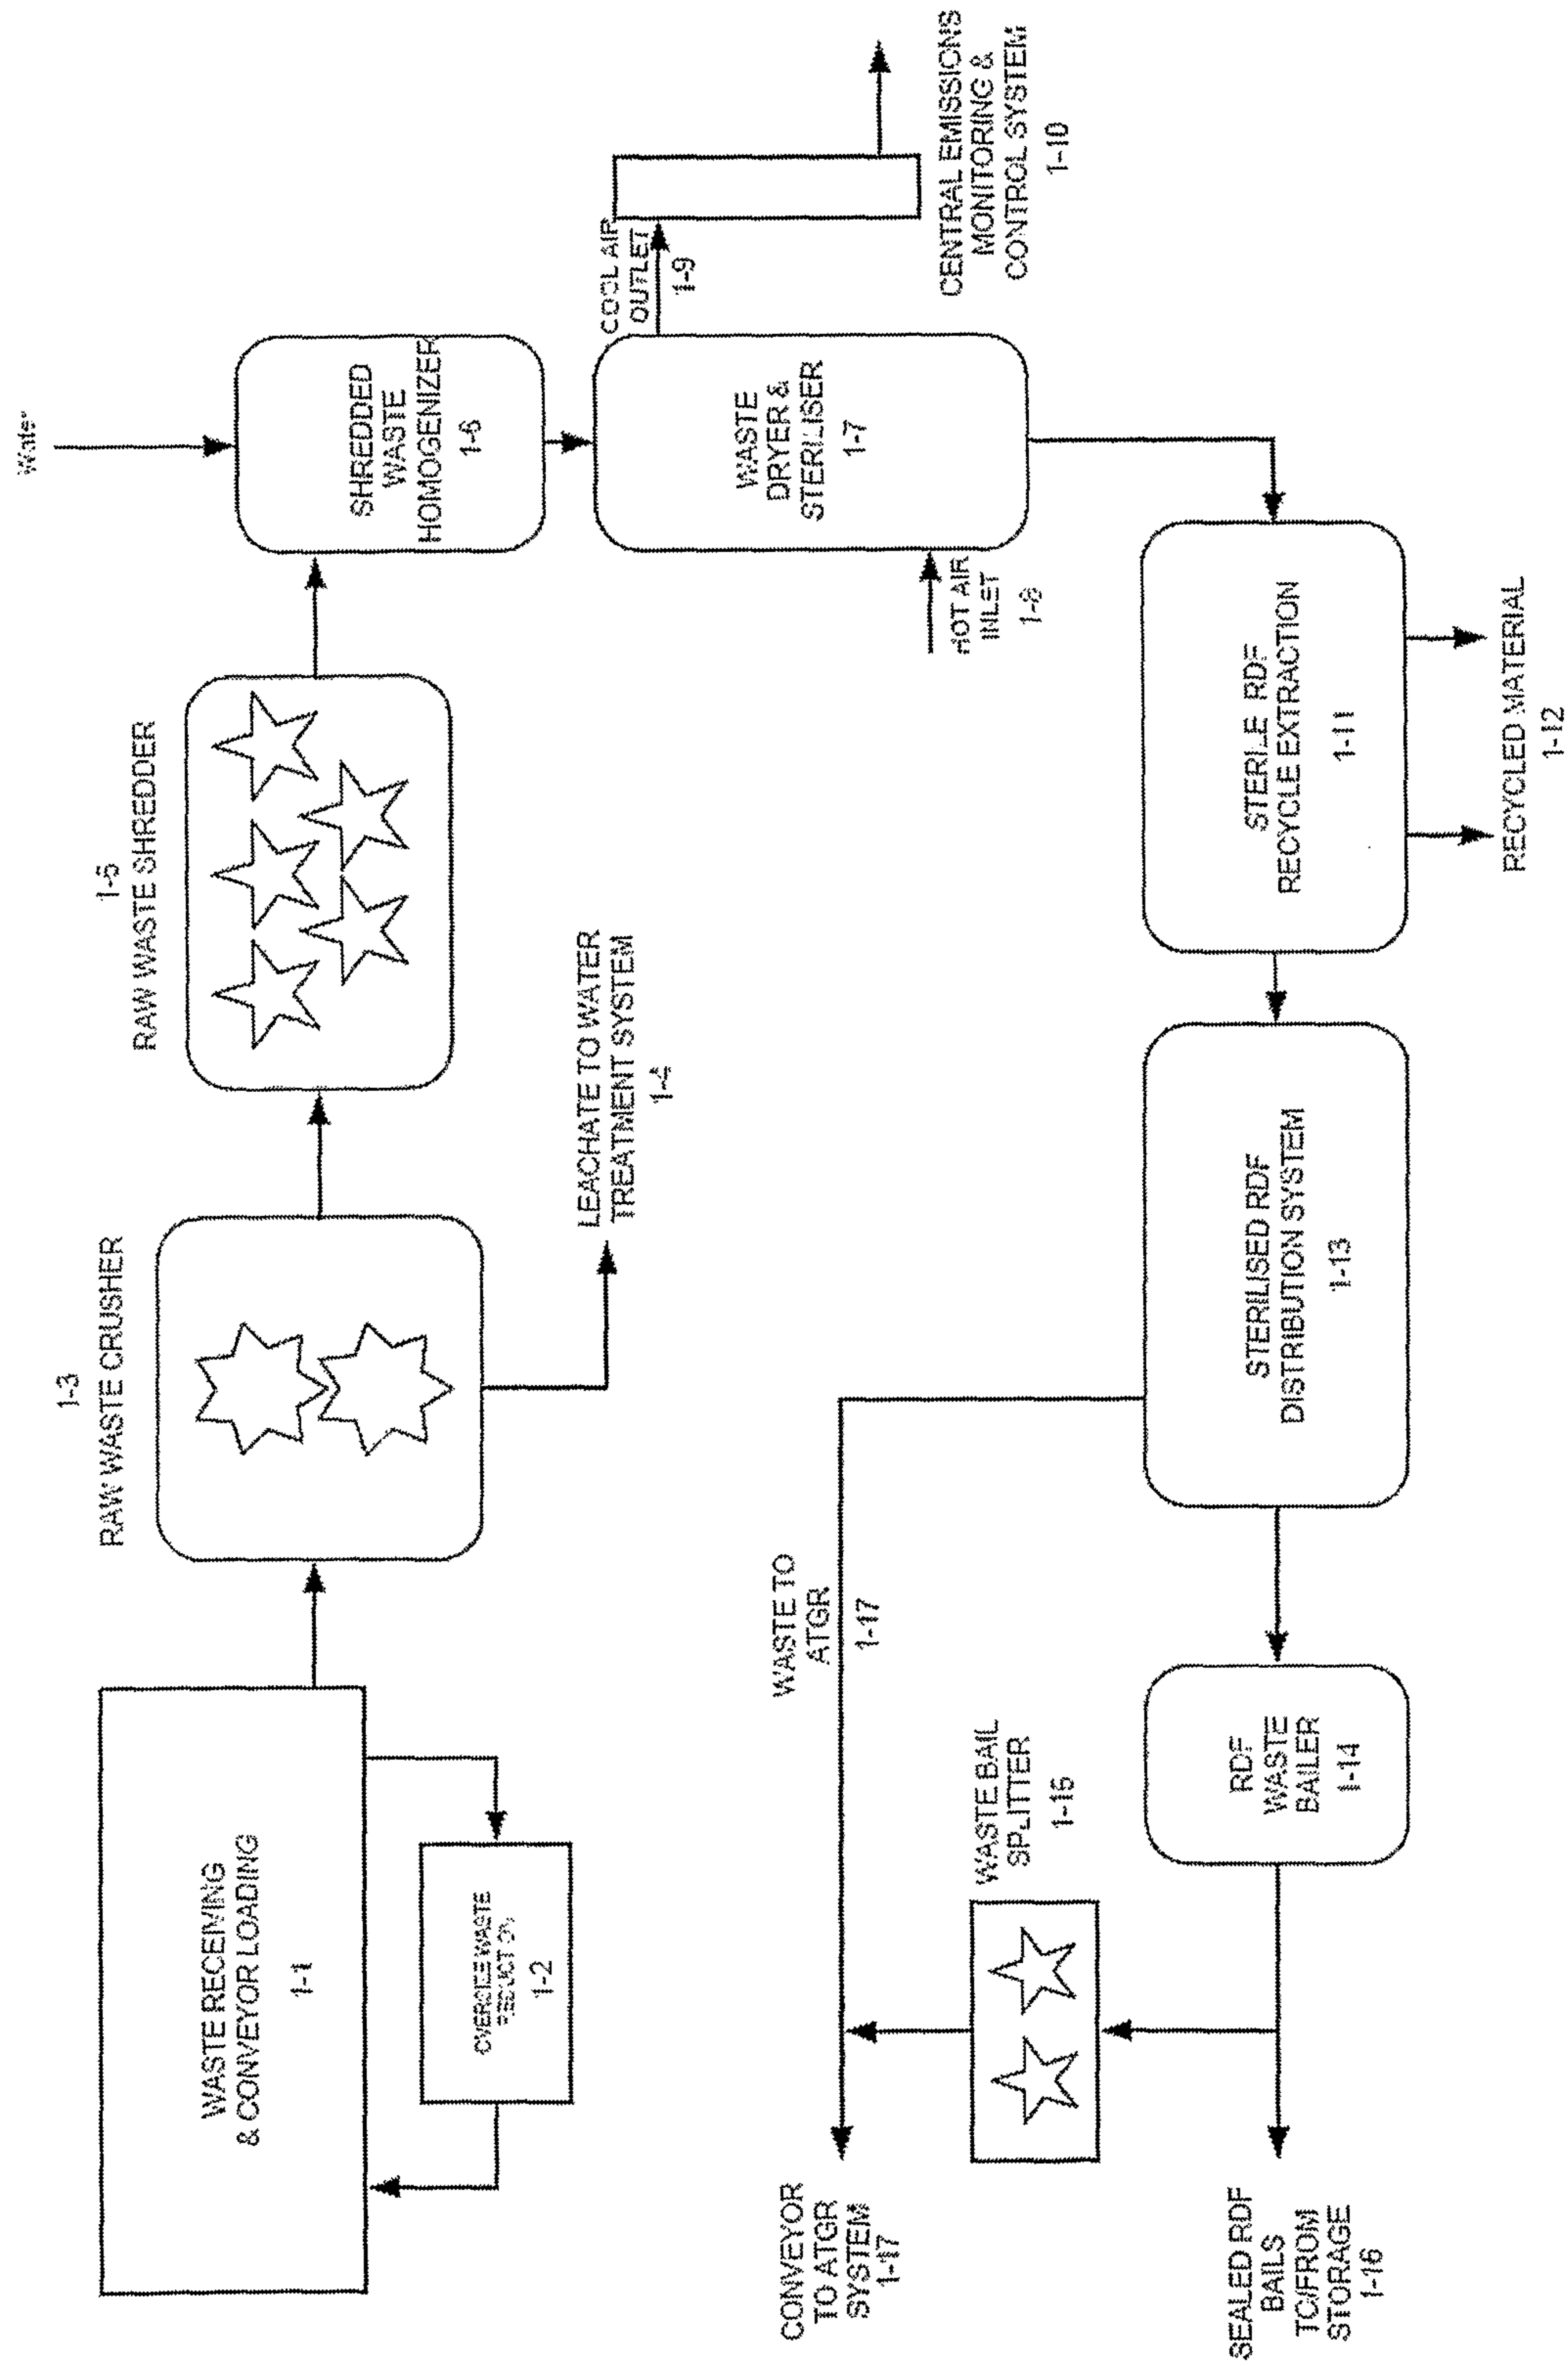 WASTE RECEIVING
& CONVEYOR LOADING
1-1
OVERSIZE WASTE
REDUCTION
1-2
1-3
RAW WASTE CRUSHER
LEACHATE TO WATER
TREATMENT SYSTEM
1-4
1-5
RAW WASTE SHREDDER
Water
SHREDDED
WASTE
HOMOGENIZER
1-6
WASTE
DRYER &
STERILISER
1-7
HOT AIR
INLET
1-8
COOL AIR
OUTLET
1-9
CENTRAL EMISSIONS
MONITORING &
CONTROL SYSTEM
1-10
STERILE RDF
RECYCLE EXTRACTION
1-11
RECYCLED MATERIAL
1-12
STERILISED RDF
DISTRIBUTION SYSTEM
1-13
RDF
WASTE
BAILER
1-14
WASTE BAIL
SPLITTER
1-15
WASTE TO
ATGR
1-17
CONVEYOR
TO ATGR
SYSTEM
1-17
SEALED RDF
BAILS
TO/FROM
STORAGE
1-16